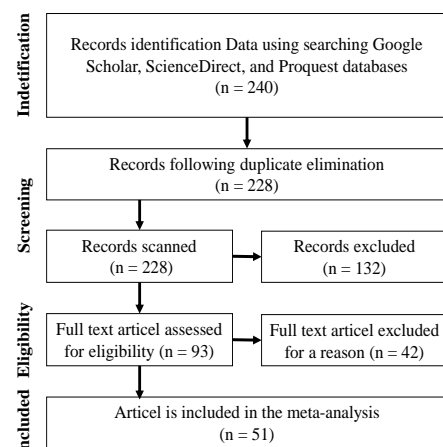 Indetification
Records identification Data using searching Google
Scholar, ScienceDirect, and Proquest databases
(n = 240)
Screening
Records following duplicate elimination
(n = 228)
Records scanned
(n = 228)
Records excluded
(n = 132)
Eligibility
Full text articel assessed
for eligibility (n = 93)
Full text articel excluded
for a reason (n = 42)
ncluded
Articel is included in the meta-analysis
(n = 51)